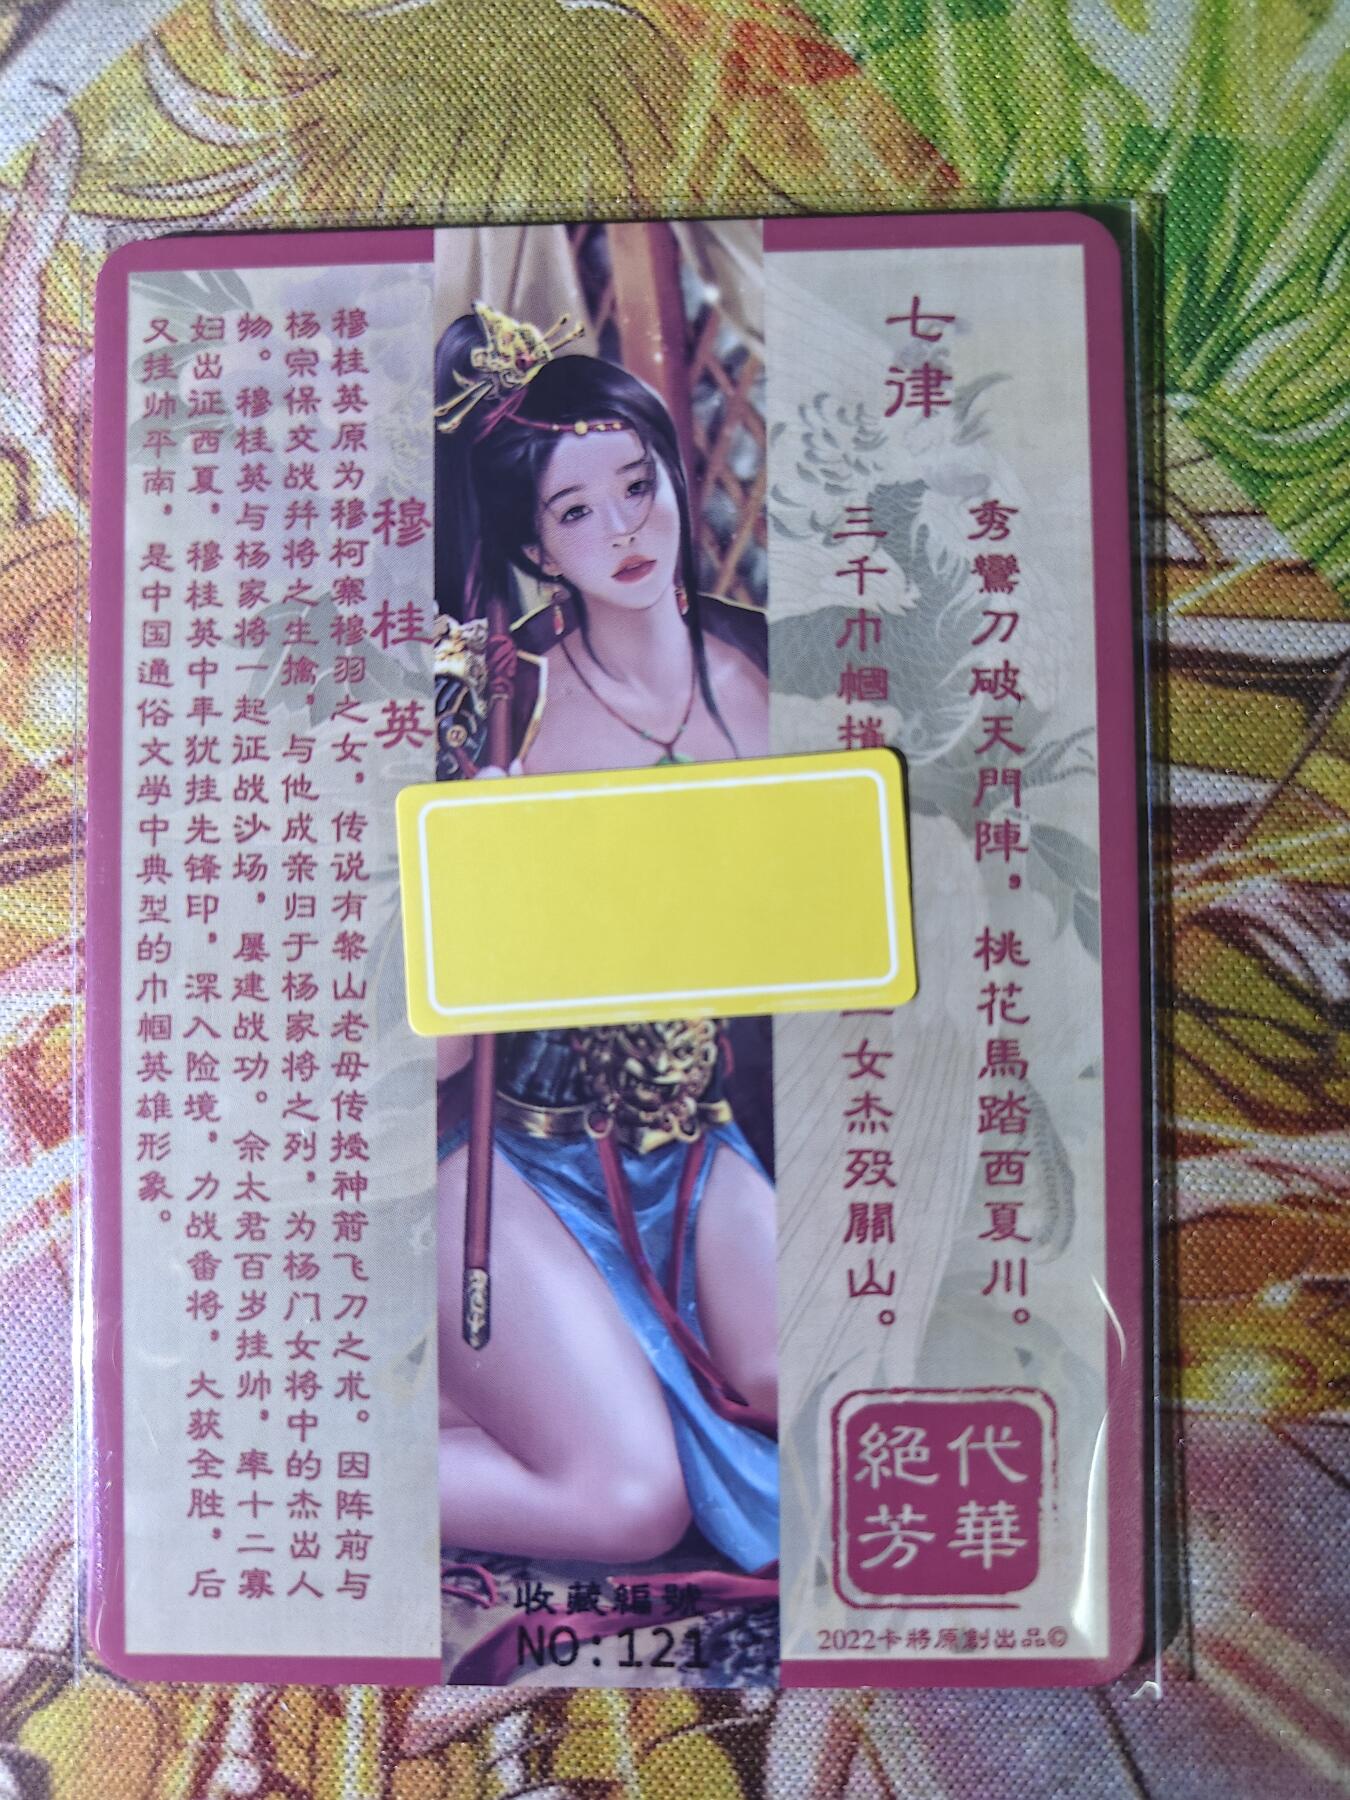 七律
秀鸞刀破天門陣，桃花馬踏西夏川。
三千巾帼
女杰殁關山。
絕代
芳華
2022卡將原創出品©
收藏編號
NO:121
穆桂英
穆桂英原为穆柯寨穆羽之女，传说有黎山老母传授神箭飞刀之术。因阵前与
杨宗保交战并将之生擒，与他成亲归于杨家将之列，为杨门女将中的杰出人
物。穆桂英与杨家将一起证战沙场，屡建战功。佘太君百岁挂帅，率十二寡
妇出证西夏，穆桂英中年犹挂先锋印，深入险境，力战番将，大获全胜，后
又挂帅平南，是中国通俗文学中典型的巾帼英雄形象。